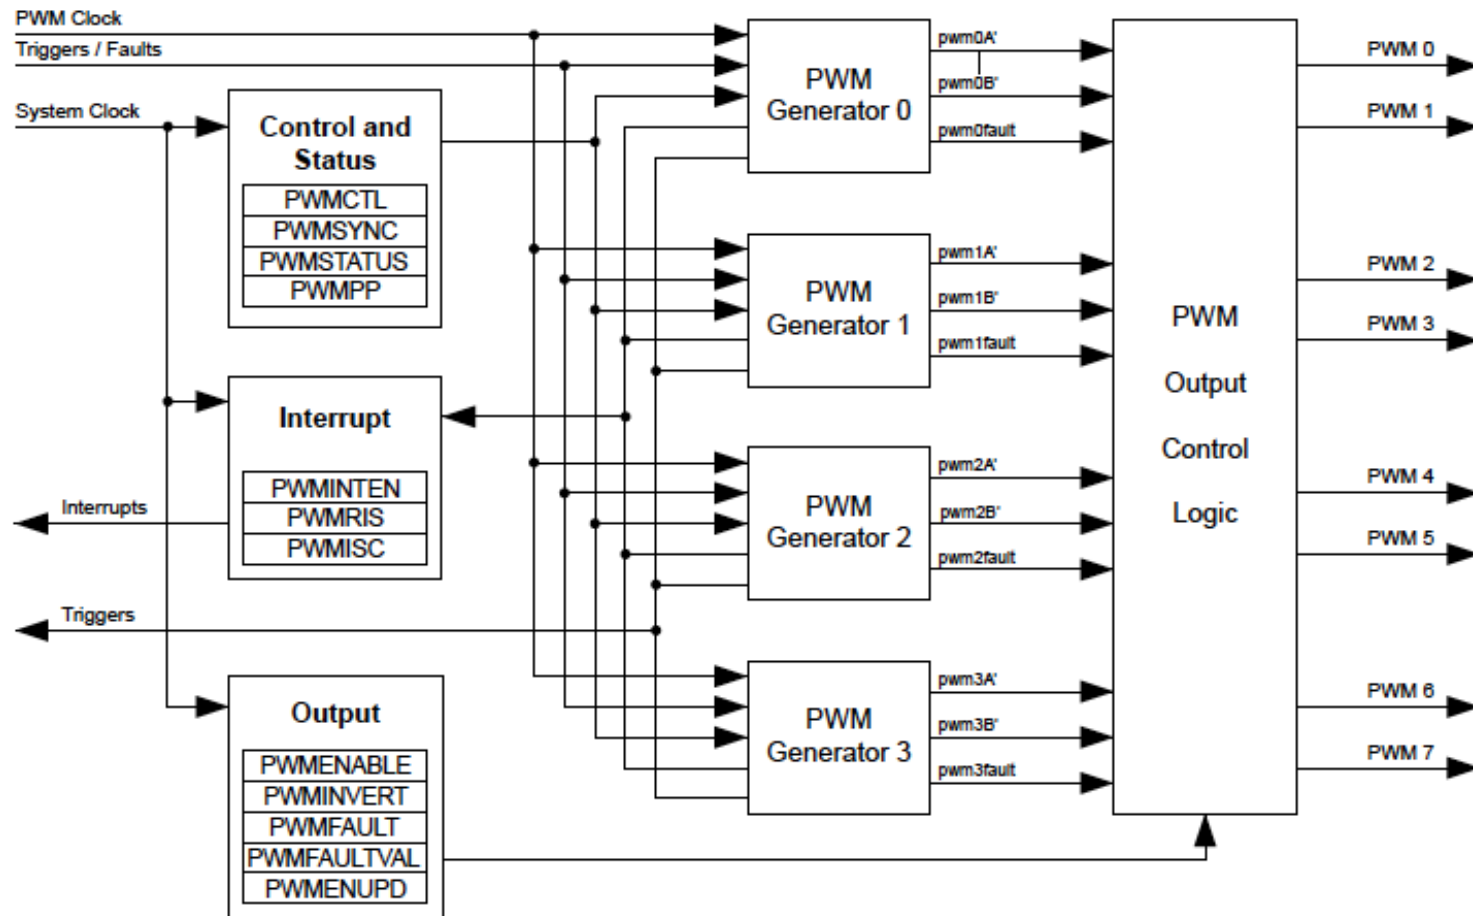 PWM Clock
Triggers / Faults
System Clock
Control and
Status
PWMCTL
PWMSYNC
PWMSTATUS
PWMPP
Interrupt
PWMINTEN
PWMRIS
PWMISC
Interrupts
Triggers
Output
PWMENABLE
PWMINVERT
PWMFAULT
PWMFAULTVAL
PWMENUPD
PWM
Generator 0
pwm0A'
pwm0B'
pwm0fault
PWM
Generator 1
pwm1A'
pwm1B'
pwm1fault
PWM
Generator 2
pwm2A'
pwm2B'
pwm2fault
PWM
Generator 3
pwm3A'
pwm3B'
pwm3fault
PWM
Output
Control
Logic
PWM 0
PWM 1
PWM 2
PWM 3
PWM 4
PWM 5
PWM 6
PWM 7